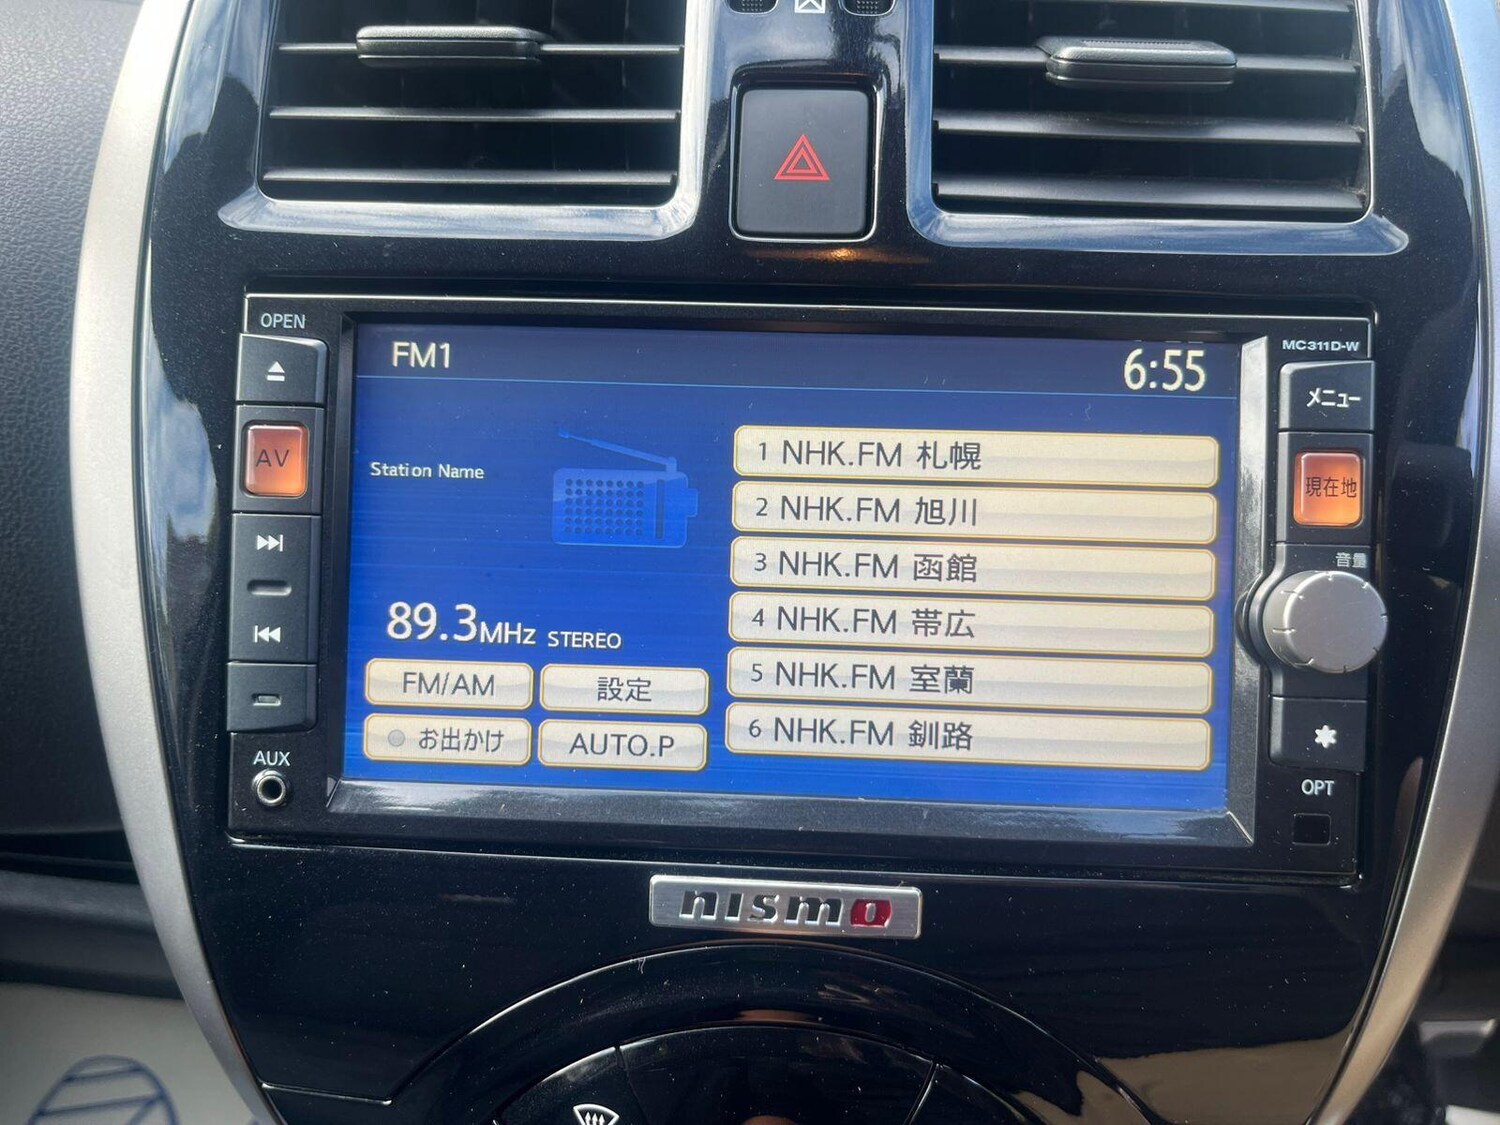 OPEN
MC311D-W
FM1
6:55
メニュー
AV
現在地
Station Name
1 NHK.FM 札幌
2 NHK.FM 旭川
3 NHK.FM 函館
4 NHK.FM 帯広
5 NHK.FM 室蘭
6 NHK.FM 釧路
音量
89.3MHz STEREO
FM/AM
設定
お出かけ
AUTO.P
AUX
OPT
nismo